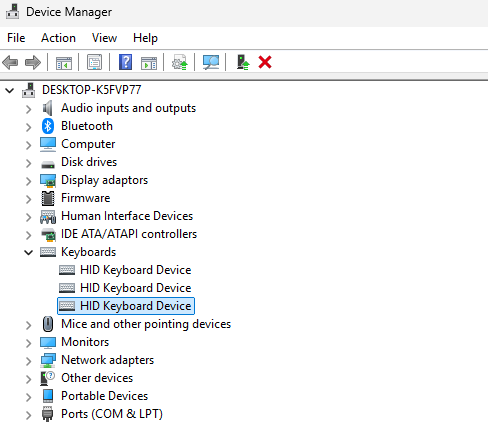 Device Manager
File Action View Help
DESKTOP-K5FVP77
Audio inputs and outputs
Bluetooth
Computer
Disk drives
Display adaptors
Firmware
Human Interface Devices
IDE ATA/ATAPI controllers
Keyboards
HID Keyboard Device
HID Keyboard Device
HID Keyboard Device
Mice and other pointing devices
Monitors
Network adapters
Other devices
Portable Devices
Ports (COM & LPT)